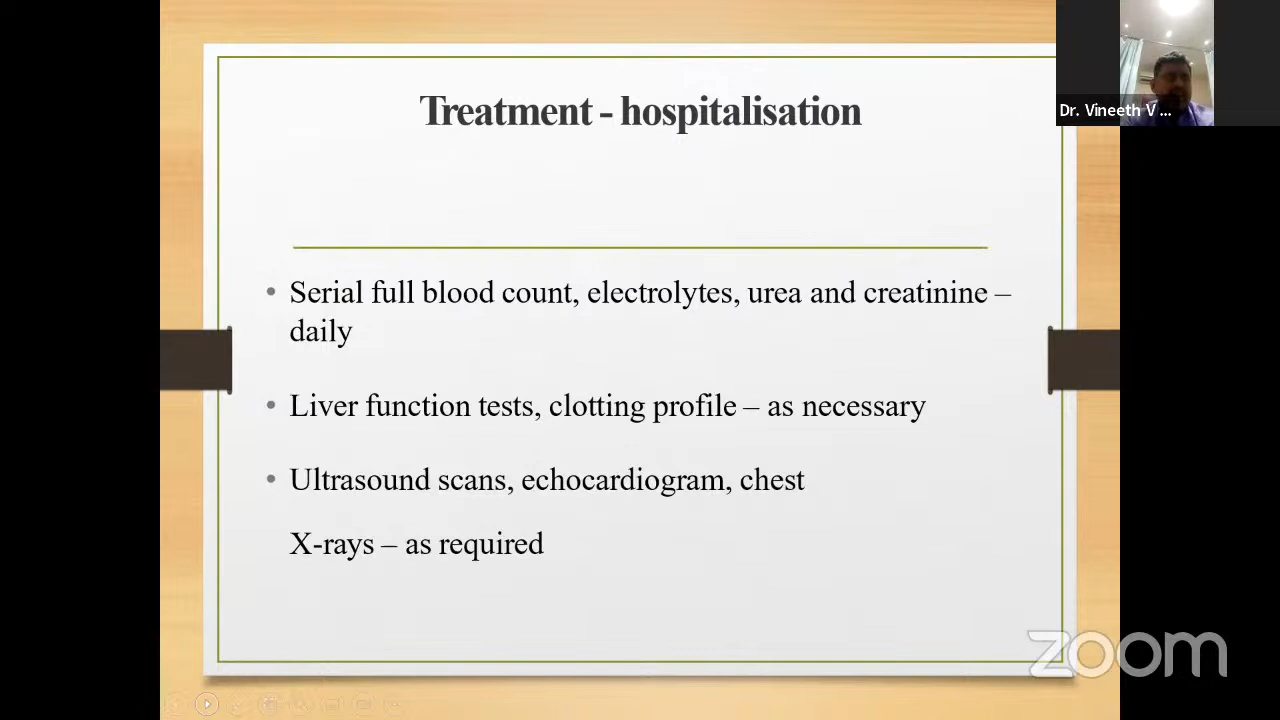 Treatment - hospitalisation
Dr. Vineeth V ...
• Serial full blood count, electrolytes, urea and creatinine –
daily
• Liver function tests, clotting profile – as necessary
• Ultrasound scans, echocardiogram, chest
X-rays – as required
zoom